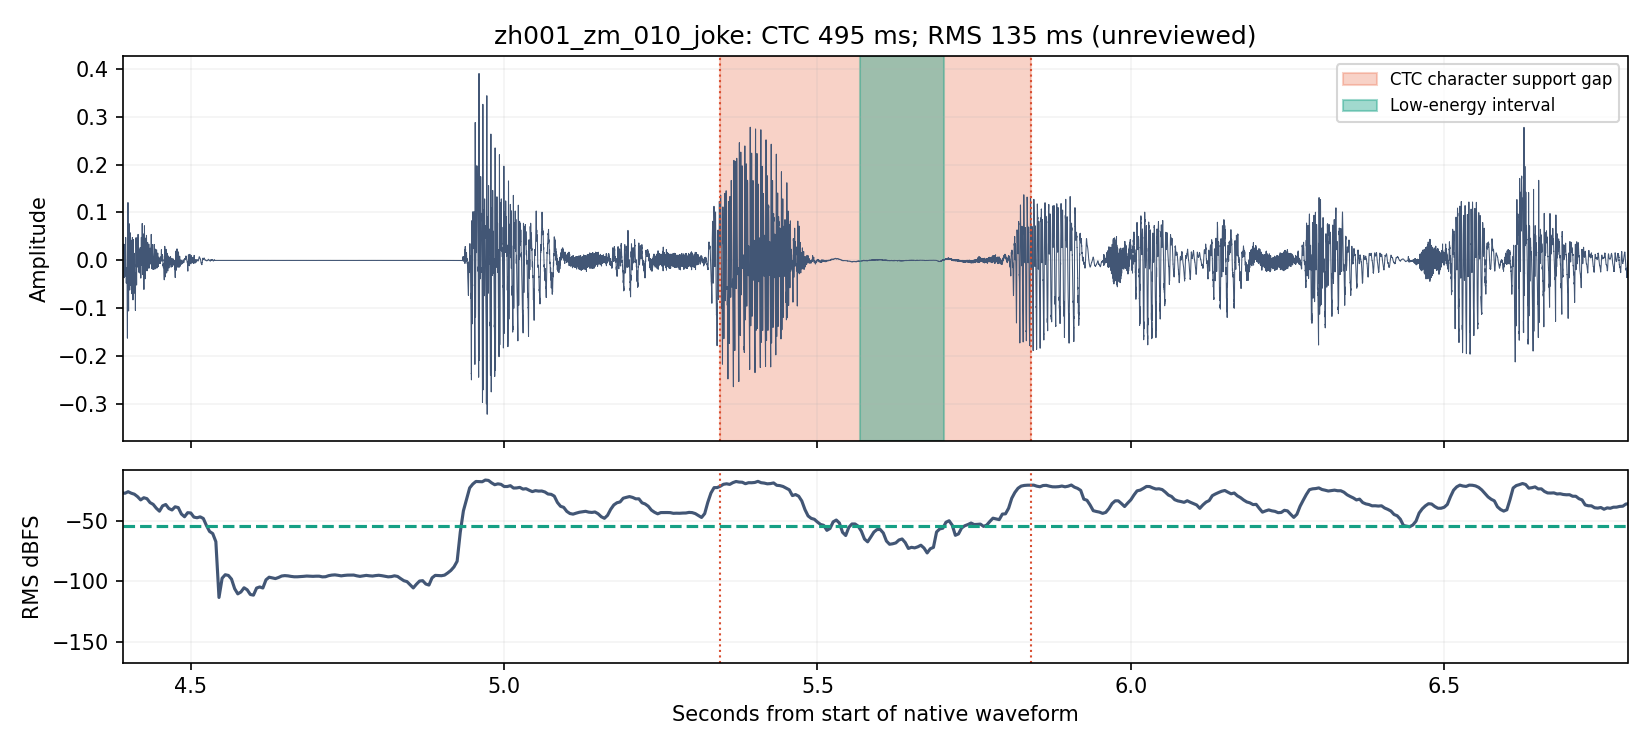 zh001_zm_010_joke: CTC 495 ms; RMS 135 ms (unreviewed)
CTC character support gap
Low-energy interval
Amplitude
0.4
0.3
0.2
0.1
0.0
−0.1
−0.2
−0.3
RMS dBFS
−50
−100
−150
4.5 5.0 5.5 6.0 6.5
Seconds from start of native waveform